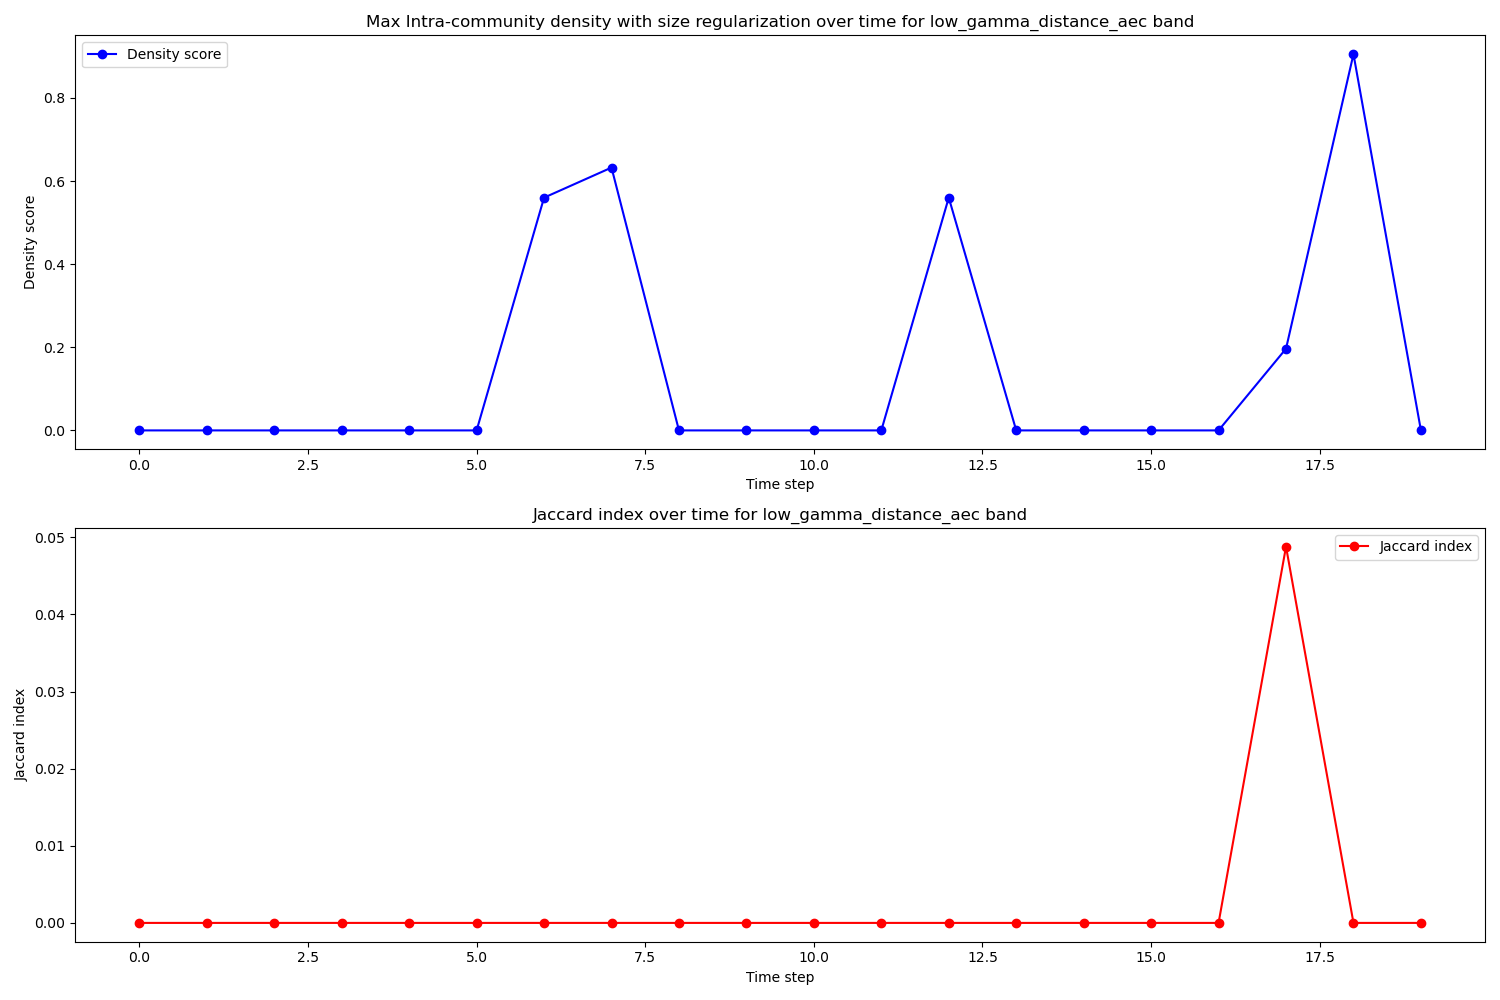 Max Intra-community density with size regularization over time for low_gamma_distance_aec band
Density score
0.8
0.6
0.4
0.2
0.0
Density score
0.0 2.5 5.0 7.5 10.0 12.5 15.0 17.5
Time step
Jaccard index over time for low_gamma_distance_aec band
Jaccard index
0.05
0.04
0.03
0.02
0.01
0.00
Jaccard index
0.0 2.5 5.0 7.5 10.0 12.5 15.0 17.5
Time step